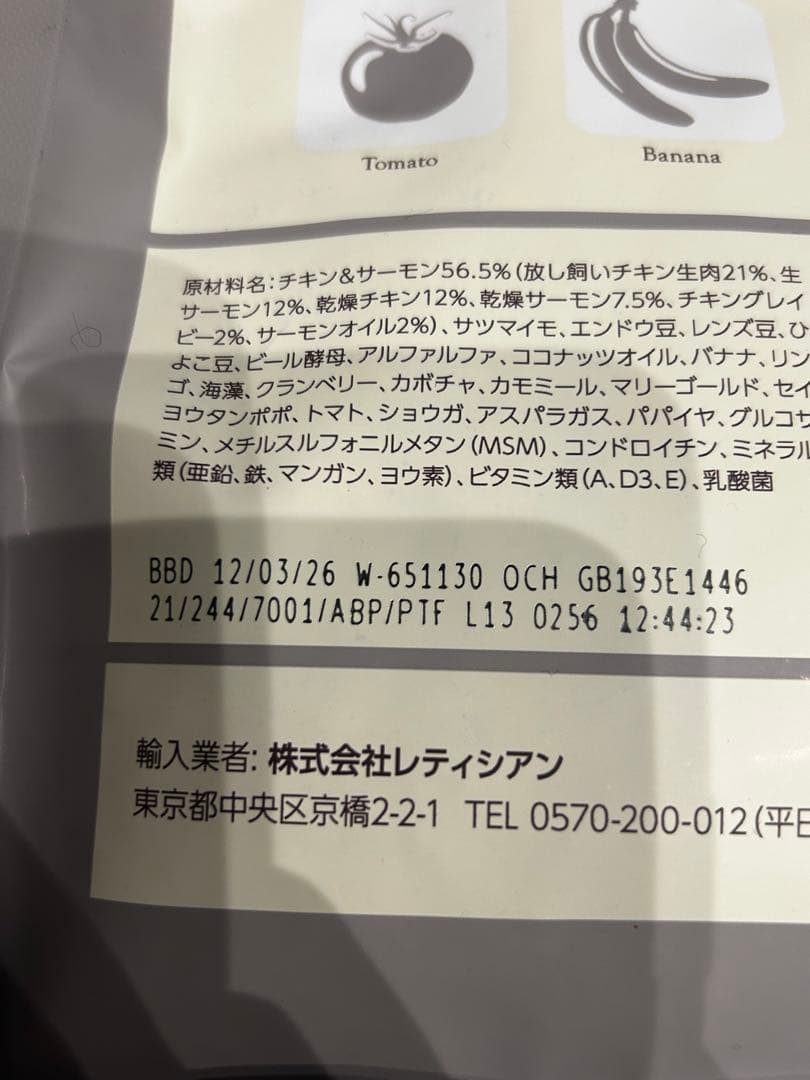 Tomato
Banana
原材料名:チキン&サーモン56.5%(放し飼いチキン生肉21%、生
サーモン12%、乾燥チキン12%、乾燥サーモン7.5%、チキングレイ
ビー2%、サーモンオイル2%)、サツマイモ、エンドウ豆、レンズ豆、ひ
よこ豆、ビール酵母、アルファルファ、ココナッツオイル、バナナ、リン
ゴ、海藻、クランベリー、カボチャ、カモミール、マリーゴールド、セイ
ヨウタンポポ、トマト、ショウガ、アスパラガス、パパイヤ、グルコサ
ミン、メチルスルフォニルメタン(MSM)、コンドロイチン、ミネラル
類(亜鉛、鉄、マンガン、ヨウ素)、ビタミン類(A、D3、E)、乳酸菌
BBD 12/03/26 W-651130 OCH GB193E1446
21/244/7001/ABP/PTF L13 0256 12:44:23
輸入業者: 株式会社レティシアン
東京都中央区京橋2-2-1 TEL 0570-200-012(平日